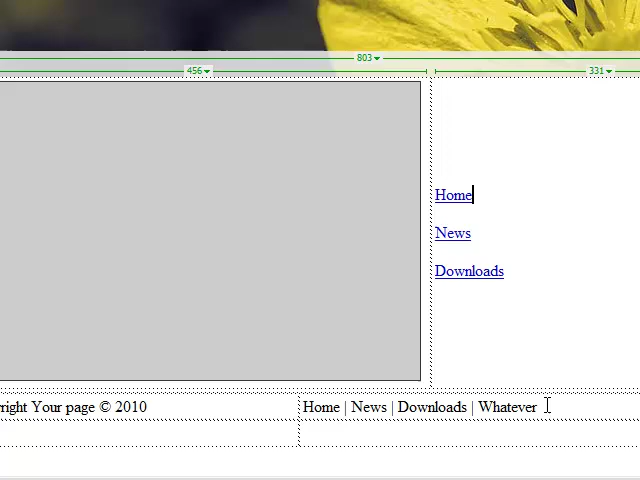 803
456 331
Home
News
Downloads
right Your page © 2010 Home | News | Downloads | Whatever